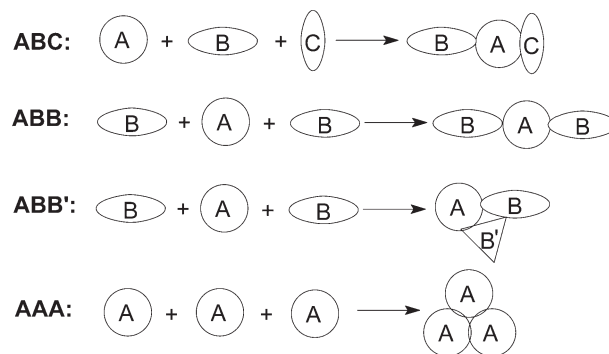 ABC: A + B + C B A C
ABB: B + A + B B A B
ABB': B + A + B A B B'
AAA: A + A + A A A A